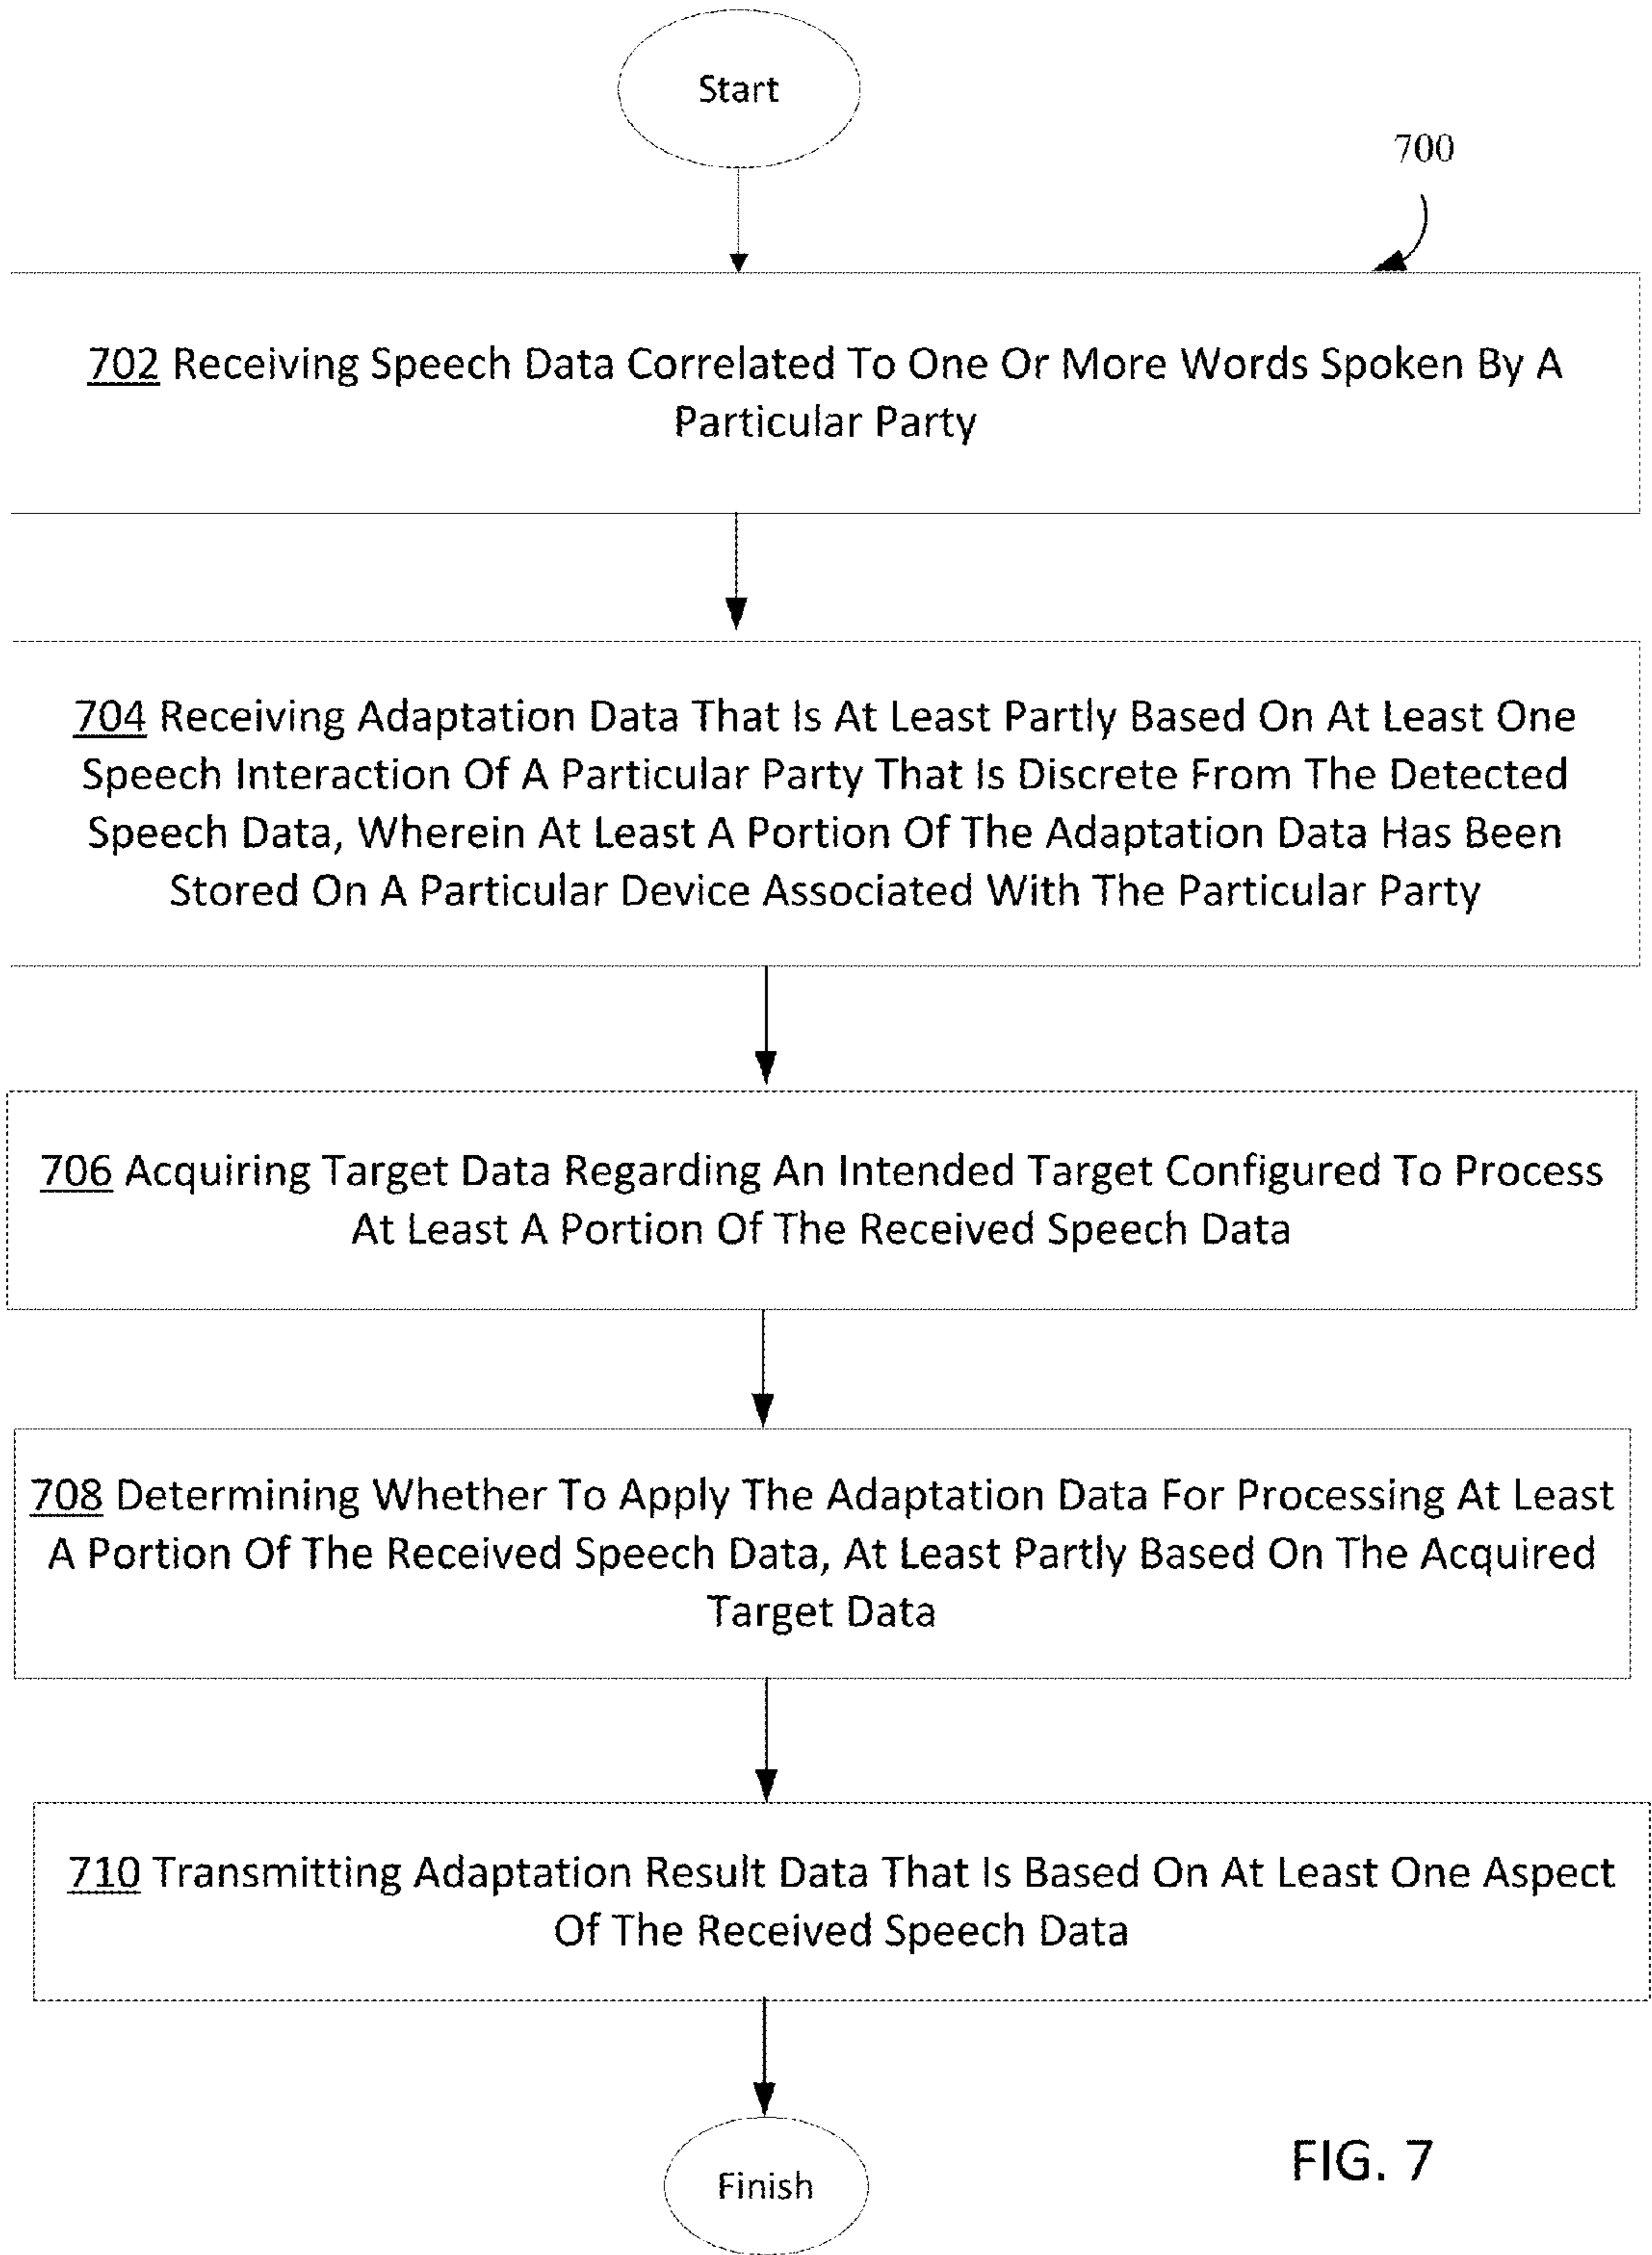 Start
700
702 Receiving Speech Data Correlated To One Or More Words Spoken By A
Particular Party
704 Receiving Adaptation Data That Is At Least Partly Based On At Least One
Speech Interaction Of A Particular Party That Is Discrete From The Detected
Speech Data, Wherein At Least A Portion Of The Adaptation Data Has Been
Stored On A Particular Device Associated With The Particular Party
706 Acquiring Target Data Regarding An Intended Target Configured To Process
At Least A Portion Of The Received Speech Data
708 Determining Whether To Apply The Adaptation Data For Processing At Least
A Portion Of The Received Speech Data, At Least Partly Based On The Acquired
Target Data
710 Transmitting Adaptation Result Data That Is Based On At Least One Aspect
Of The Received Speech Data
Finish
FIG. 7